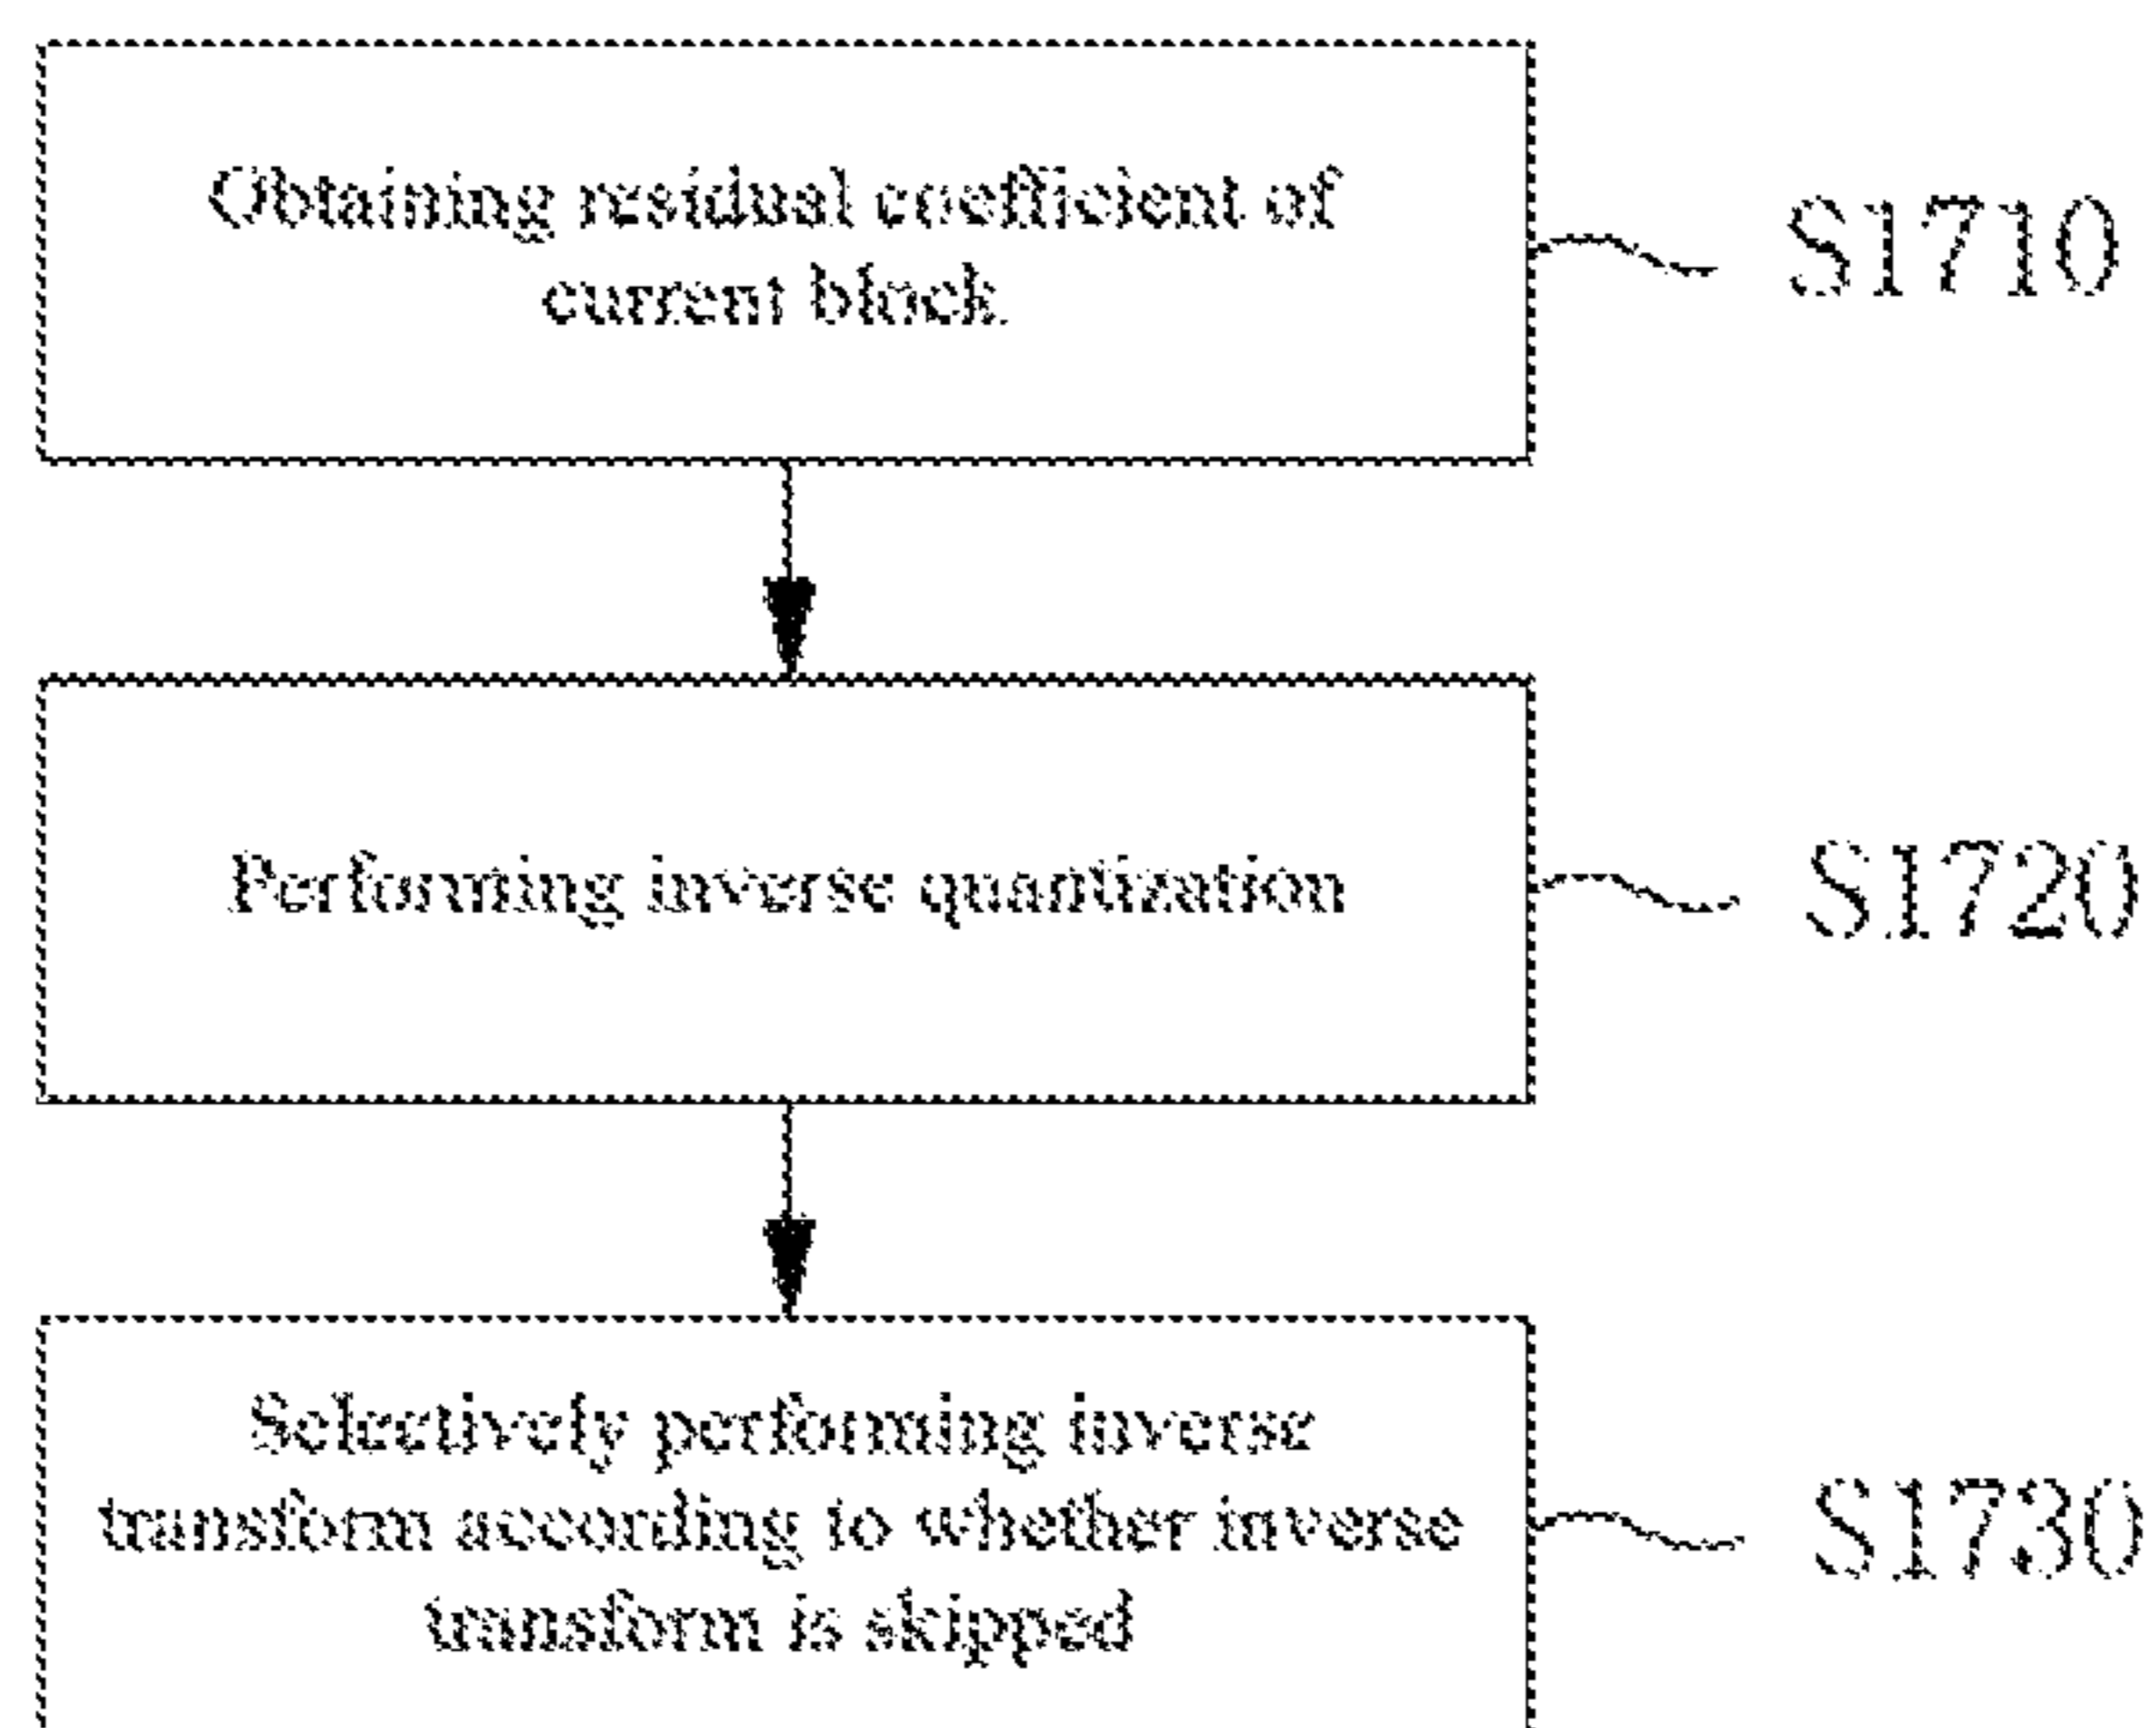 Obtaining residual coefficient of
current block
S1710
Performing inverse quantization
S1720
Selectively performing inverse
transform according to whether inverse
transform is skipped
S1730